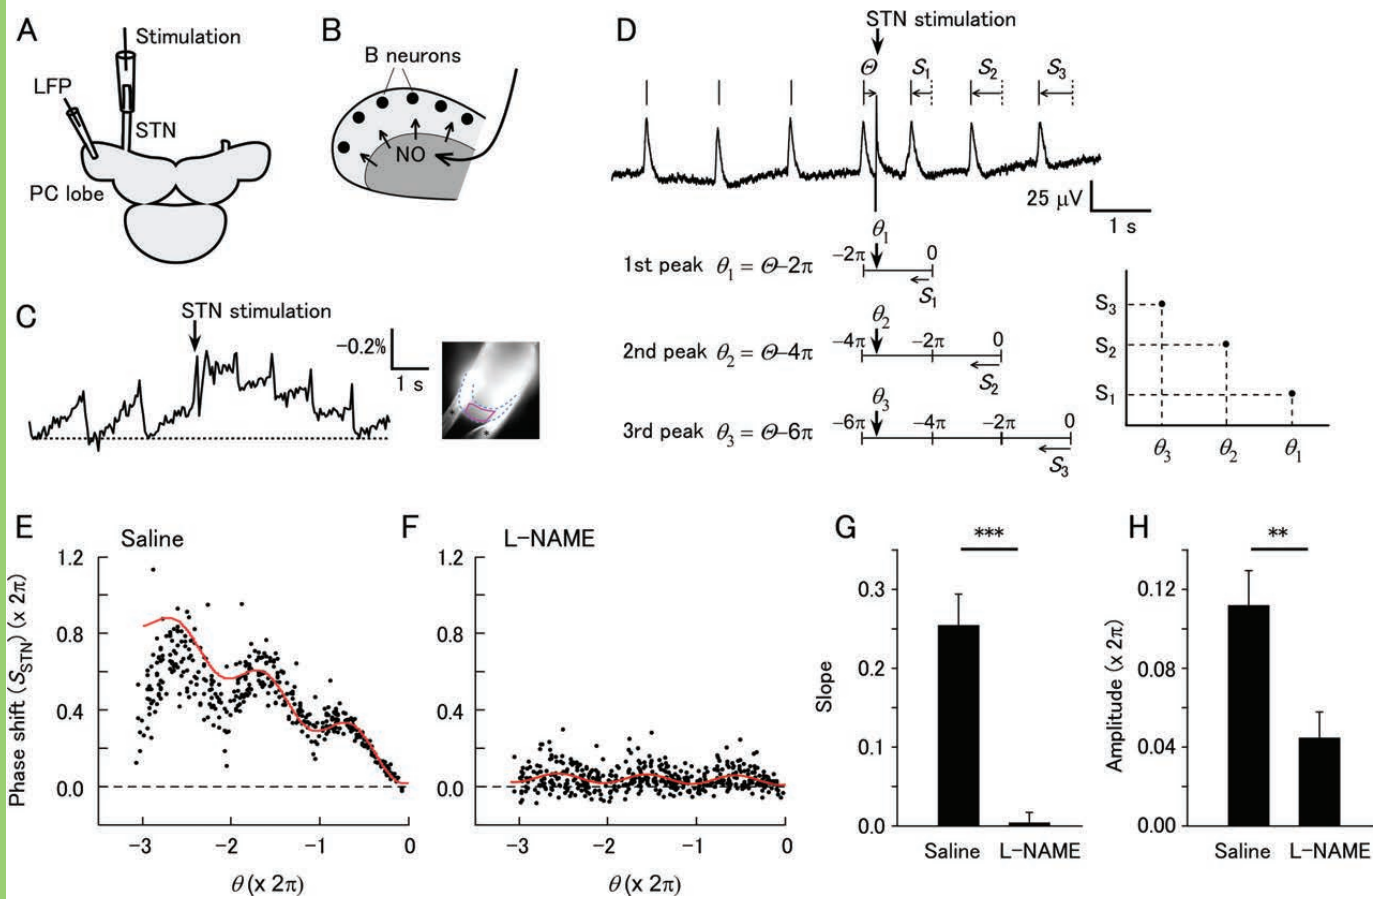 A
Stimulation
LFP
STN
PC lobe
B
B neurons
NO
C
STN stimulation
−0.2%
1 s
D
STN stimulation
Θ S₁ S₂ S₃
25 μV
1 s
θ₁
1st peak θ₁ = Θ−2π −2π 0
S₁
θ₂
2nd peak θ₂ = Θ−4π −4π −2π 0
S₂
θ₃
3rd peak θ₃ = Θ−6π −6π −4π −2π 0
S₃
S₃
S₂
S₁
θ₃ θ₂ θ₁
E
Saline
Phase shift (S_STN) (x 2π)
1.2
0.8
0.4
0.0
−3 −2 −1 0
θ (x 2π)
F
L-NAME
1.2
0.8
0.4
0.0
−3 −2 −1 0
θ (x 2π)
G
***
Slope
0.3
0.2
0.1
0.0
Saline L-NAME
H
**
Amplitude (x 2π)
0.12
0.08
0.04
0.00
Saline L-NAME